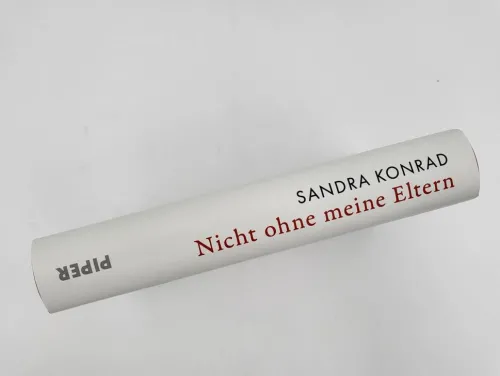 SANDRA KONRAD
Nicht ohne meine Eltern
PIPER